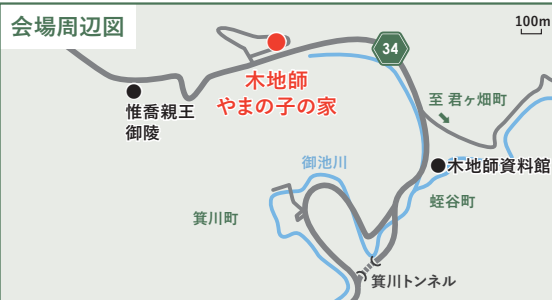 会場周辺図
100m
34
木地師
やまの子の家
惟喬親王
御陵
至 君ヶ畑町
木地師資料館
御池川
蛭谷町
箕川町
箕川トンネル